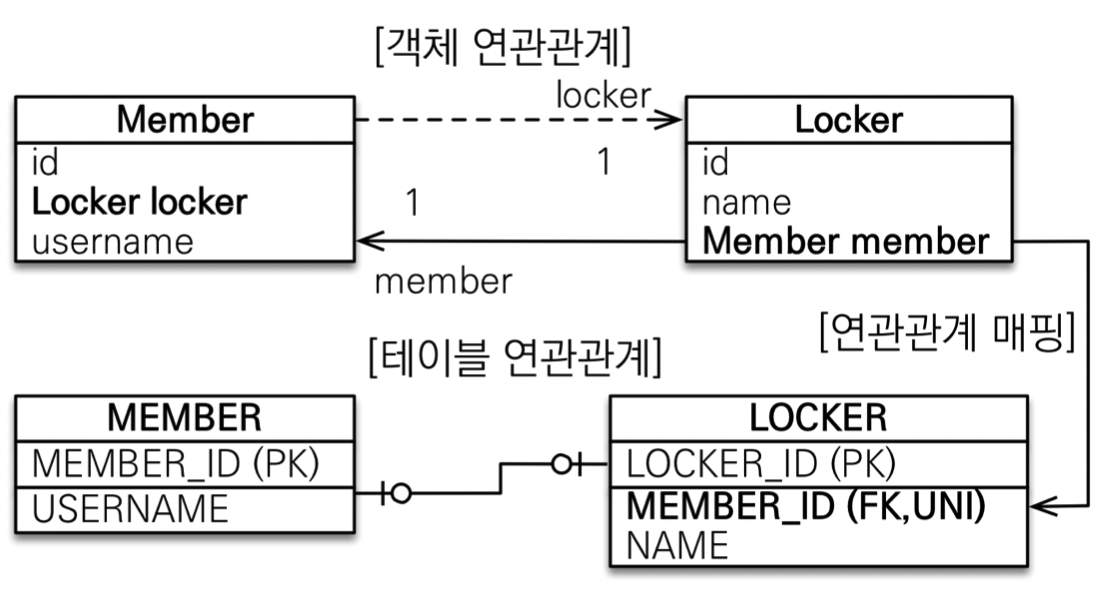 [객체 연관관계]
locker
Member
id
Locker locker
username
1
1
member
Locker
id
name
Member member
[연관관계 매핑]
[테이블 연관관계]
MEMBER
MEMBER_ID (PK)
USERNAME
LOCKER
LOCKER_ID (PK)
MEMBER_ID (FK,UNI)
NAME